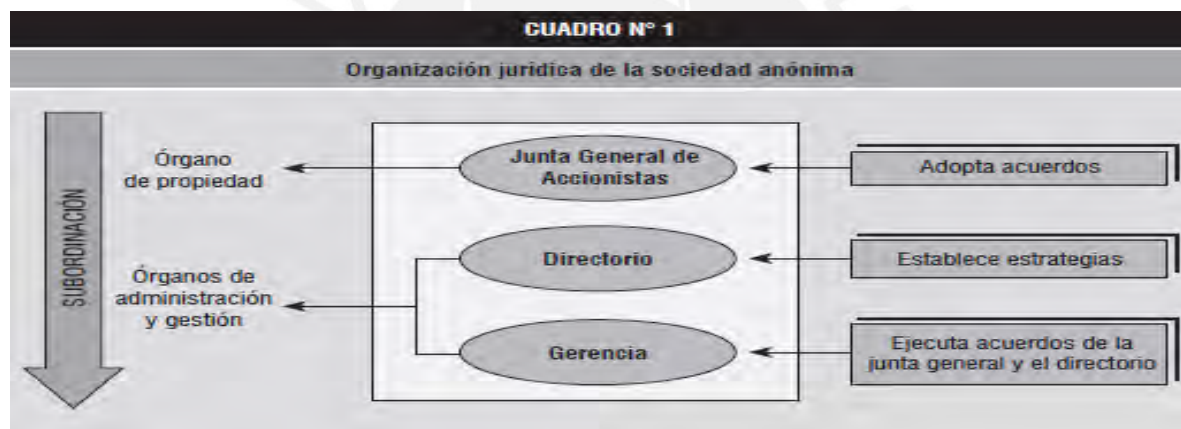 CUADRO N° 1
Organización jurídica de la sociedad anónima
SUBORDINACIÓN
Órgano
de propiedad
Junta General de
Accionistas
Adopta acuerdos
Órganos de
administración
y gestión
Directorio
Establece estrategias
Gerencia
Ejecuta acuerdos de la
junta general y el directorio